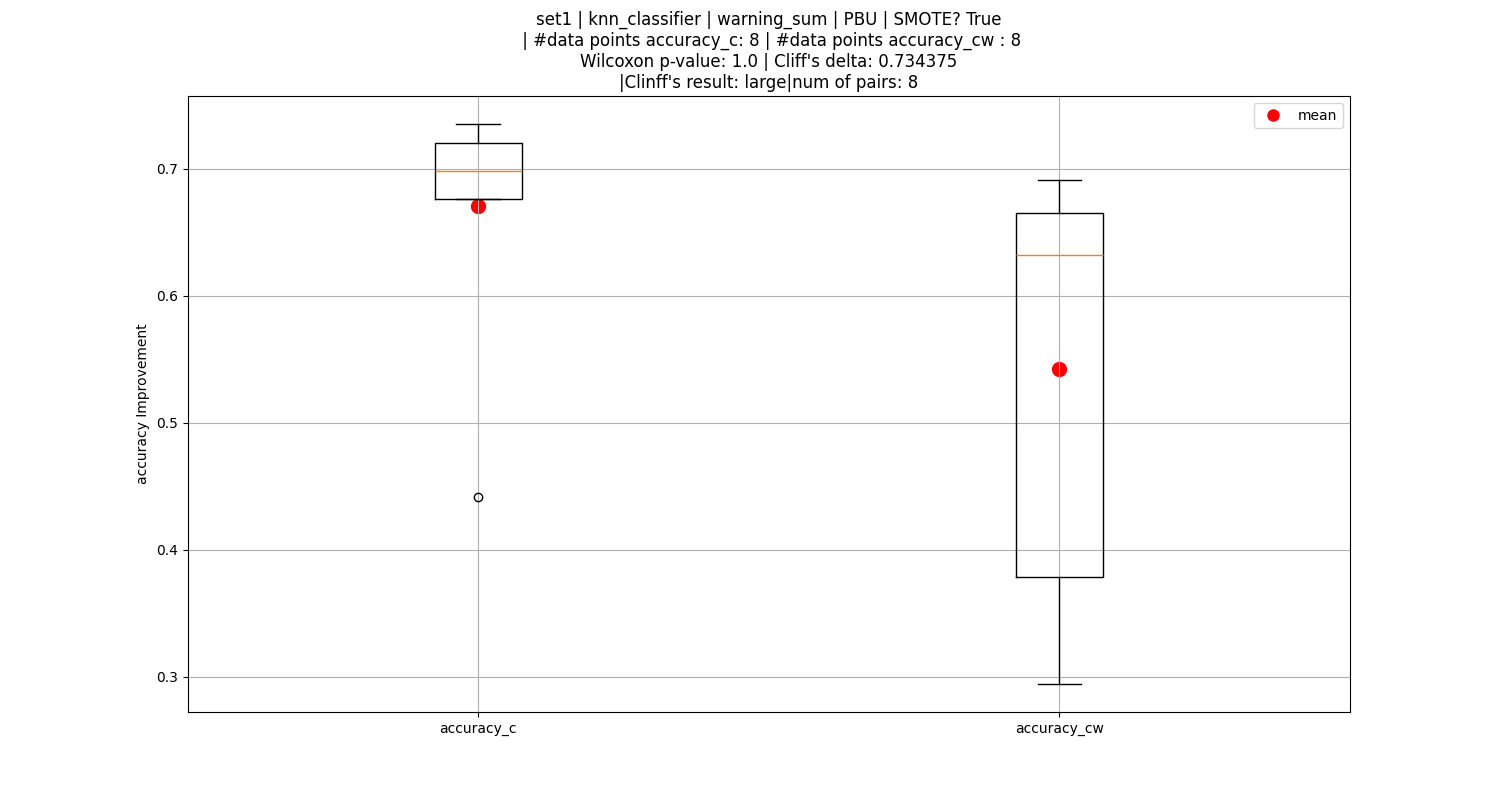 set1 | knn_classifier | warning_sum | PBU | SMOTE? True
| #data points accuracy_c: 8 | #data points accuracy_cw : 8
Wilcoxon p-value: 1.0 | Cliff's delta: 0.734375
|Clinff's result: large|num of pairs: 8
mean
0.7
0.6
0.5
0.4
0.3
accuracy Improvement
accuracy_c
accuracy_cw